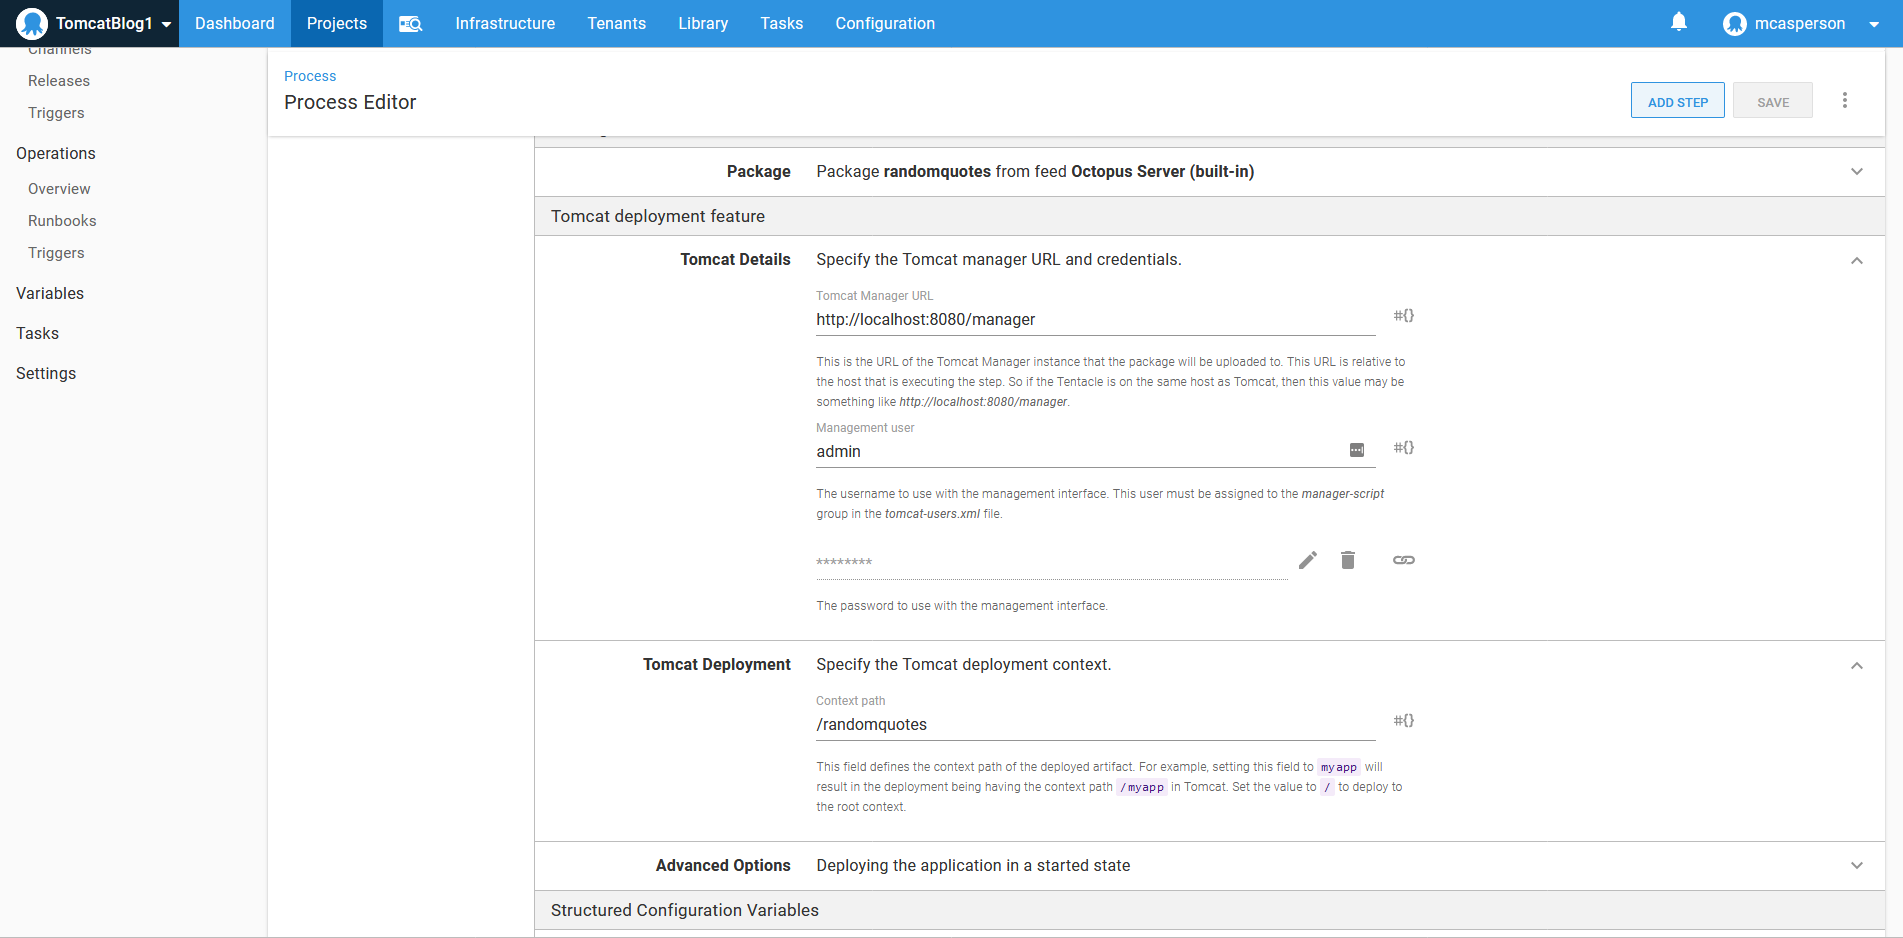 TomcatBlog1
Dashboard
Projects
Infrastructure
Tenants
Library
Tasks
Configuration
mcasperson
Channels
Releases
Triggers
Operations
Overview
Runbooks
Triggers
Variables
Tasks
Settings
Process
Process Editor
ADD STEP
SAVE
Package Package randomquotes from feed Octopus Server (built-in)
Tomcat deployment feature
Tomcat Details Specify the Tomcat manager URL and credentials.
Tomcat Manager URL
http://localhost:8080/manager
#{}
This is the URL of the Tomcat Manager instance that the package will be uploaded to. This URL is relative to
the host that is executing the step. So if the Tentacle is on the same host as Tomcat, then this value may be
something like http://localhost:8080/manager.
Management user
admin
#{}
The username to use with the management interface. This user must be assigned to the manager-script
group in the tomcat-users.xml file.
********
The password to use with the management interface.
Tomcat Deployment Specify the Tomcat deployment context.
Context path
/randomquotes
#{}
This field defines the context path of the deployed artifact. For example, setting this field to myapp will
result in the deployment being having the context path /myapp in Tomcat. Set the value to / to deploy to
the root context.
Advanced Options Deploying the application in a started state
Structured Configuration Variables